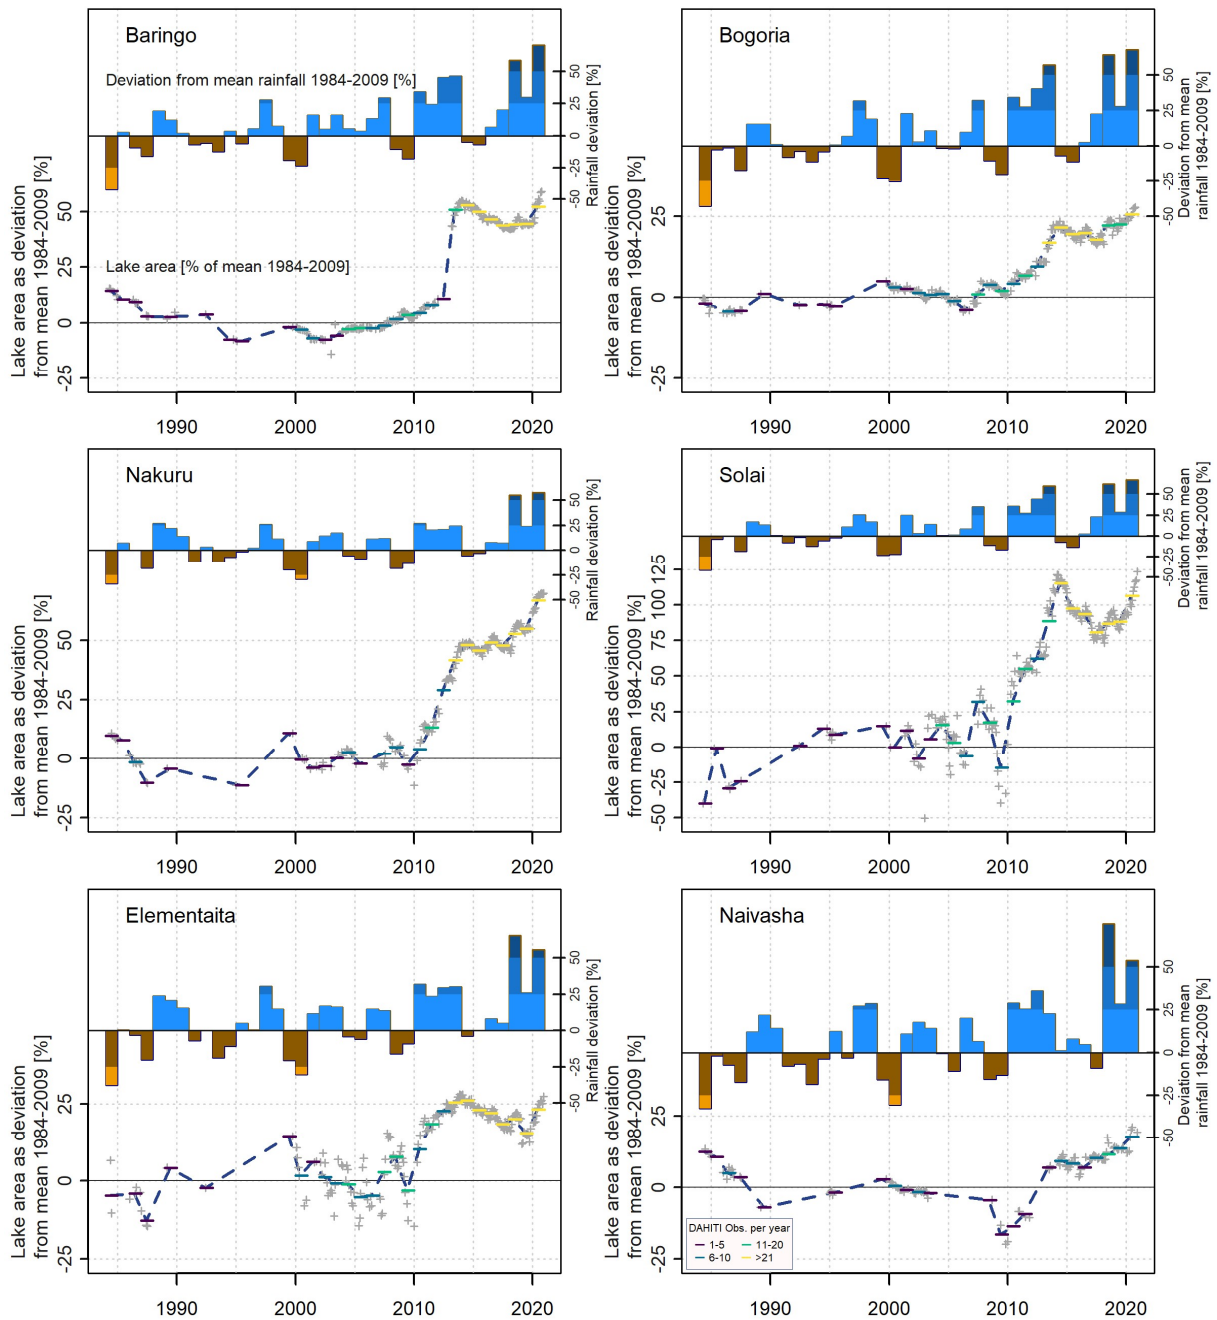 Baringo
Deviation from mean rainfall 1984-2009 [%]
Lake area [% of mean 1984-2009]
Lake area as deviation
from mean 1984-2009 [%]
50
25
0
-25
Rainfall deviation [%]
50
25
0
-25
-50
1990 2000 2010 2020
Bogoria
Lake area as deviation
from mean 1984-2009 [%]
25
0
-25
Deviation from mean
rainfall 1984-2009 [%]
50
25
0
-25
-50
1990 2000 2010 2020
Nakuru
Lake area as deviation
from mean 1984-2009 [%]
50
25
0
-25
Rainfall deviation [%]
50
25
0
-25
-50
1990 2000 2010 2020
Solai
Lake area as deviation
from mean 1984-2009 [%]
125
100
75
50
25
0
-25
-50
Deviation from mean
rainfall 1984-2009 [%]
50
25
0
-25
-50
1990 2000 2010 2020
Elementaita
Lake area as deviation
from mean 1984-2009 [%]
25
0
-25
Rainfall deviation [%]
50
25
0
-25
-50
1990 2000 2010 2020
Naivasha
Lake area as deviation
from mean 1984-2009 [%]
25
0
-25
Deviation from mean
rainfall 1984-2009 [%]
50
25
0
-25
-50
DAHITI Obs. per year
1-5 11-20
6-10 >21
1990 2000 2010 2020